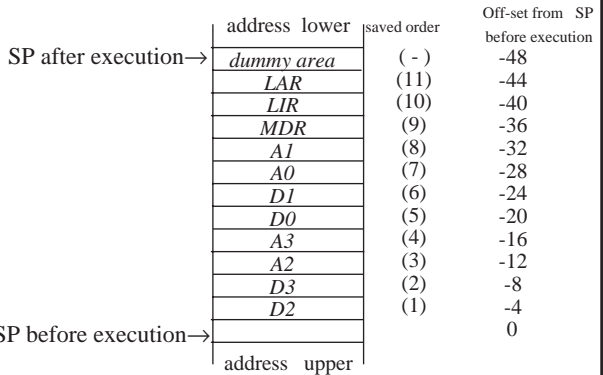 address lower saved order Off-set from SP
before execution
SP after execution→ dummy area ( - ) -48
LAR (11) -44
LIR (10) -40
MDR (9) -36
A1 (8) -32
A0 (7) -28
D1 (6) -24
D0 (5) -20
A3 (4) -16
A2 (3) -12
D3 (2) -8
D2 (1) -4
SP before execution→ 0
address upper